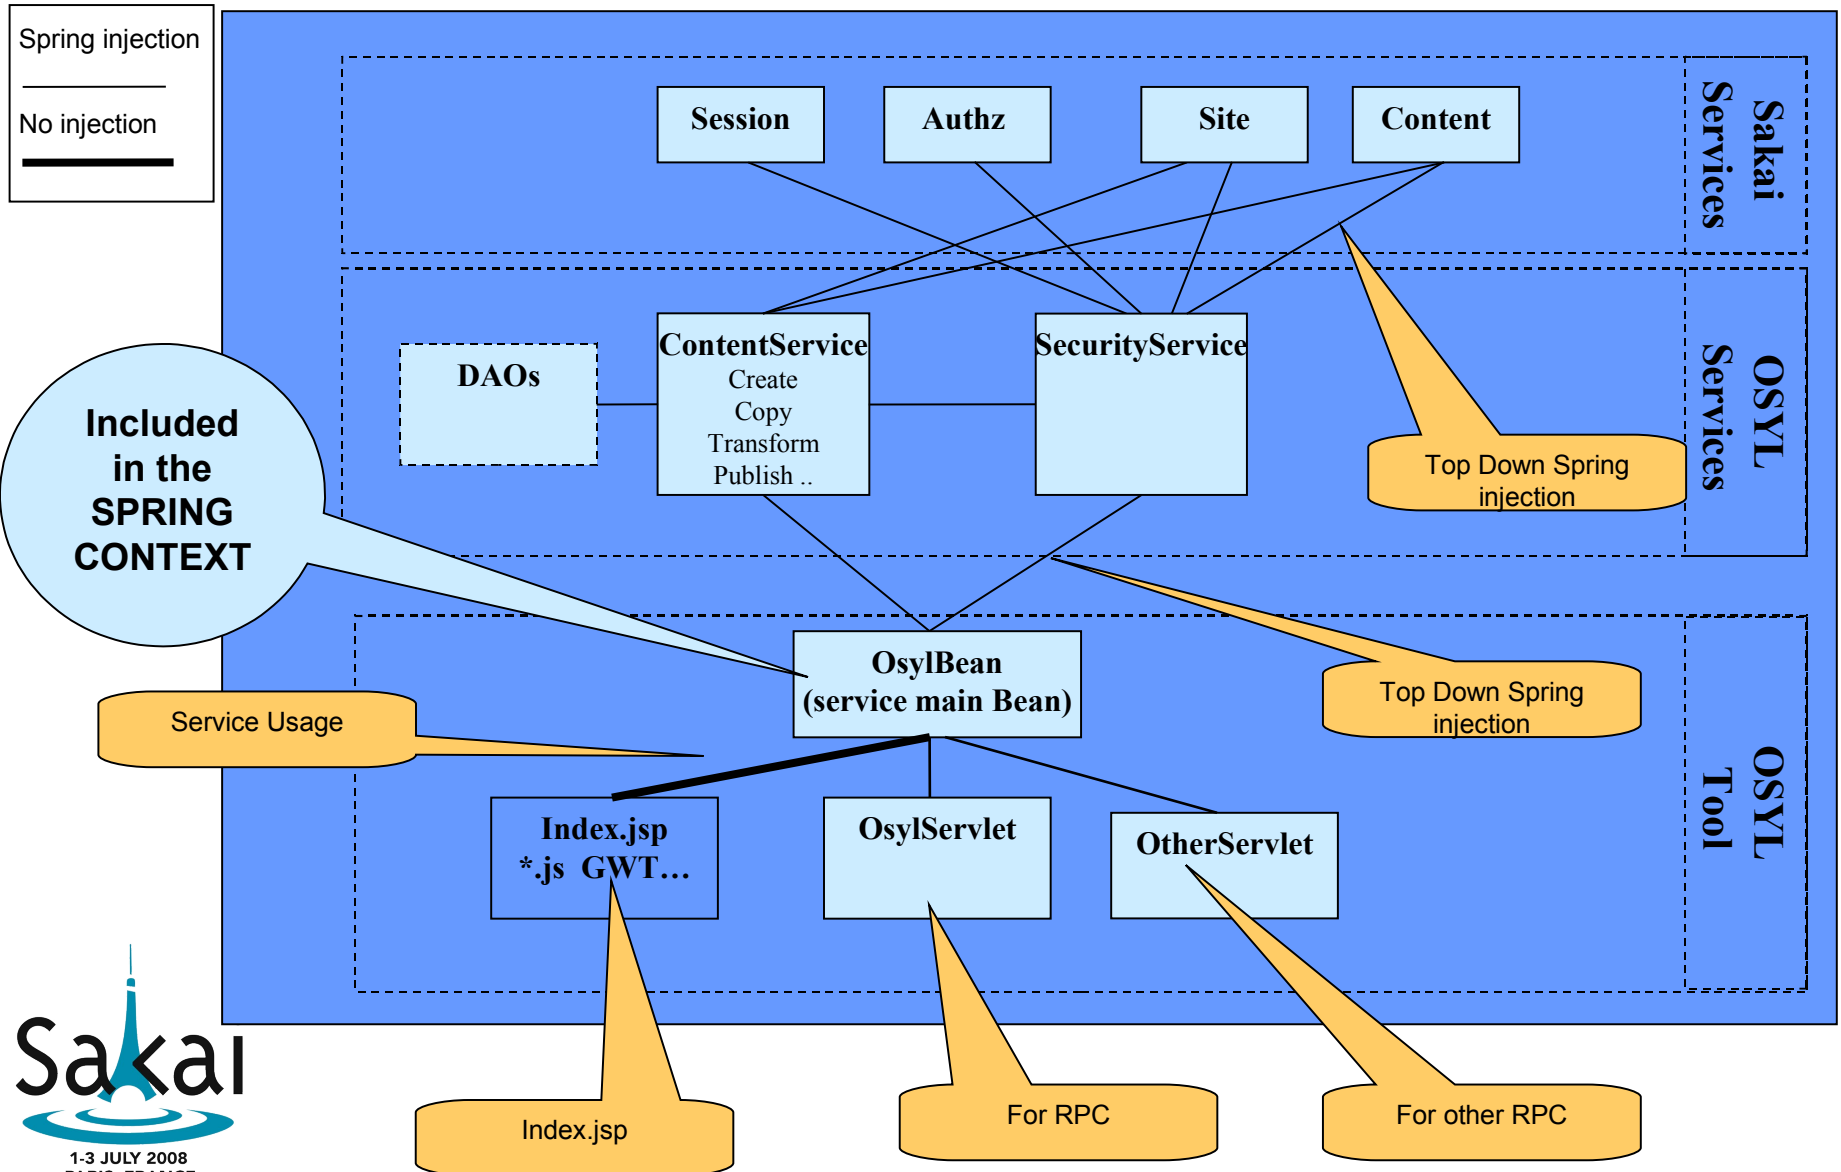 Spring injection
No injection
Session
Authz
Site
Content
Sakai
Services
ContentService
Create
Copy
Transform
Publish ..
SecurityService
DAOs
OSYL
Services
Included
in the
SPRING
CONTEXT
Top Down Spring
injection
OsylBean
(service main Bean)
Top Down Spring
injection
Service Usage
Index.jsp
*.js GWT…
OsylServlet
OtherServlet
OSYL
Tool
Index.jsp
For RPC
For other RPC
Sakai
1-3 JULY 2008
PARIS, FRANCE